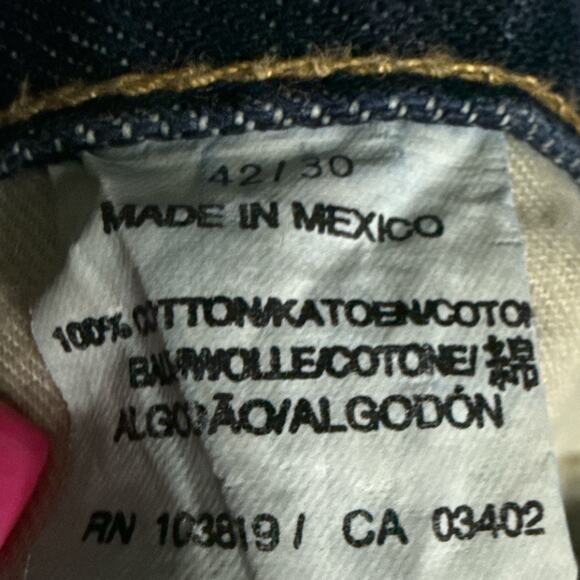 42/30
MADE IN MEXICO
100% COTTON/KATOEN/COTON
BAUMWOLLE/COTONE/綿
ALGODÃO/ALGODÓN
RN 103819 / CA 03402